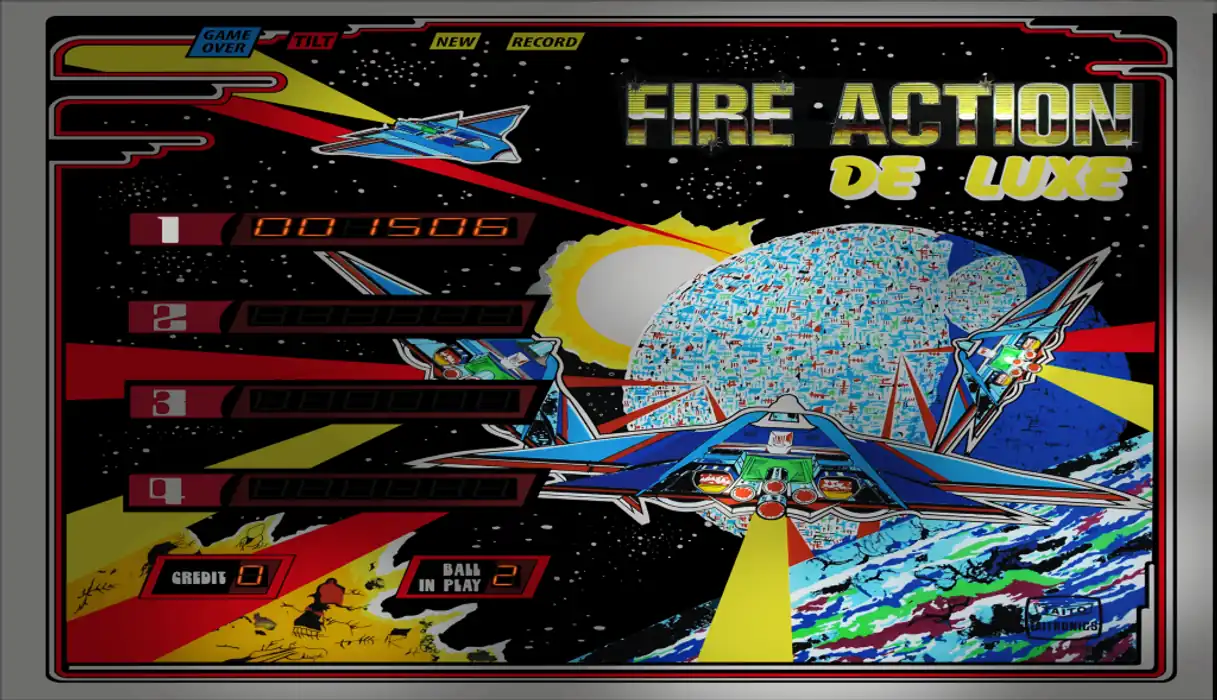 GAME OVER
TILT
NEW
RECORD
FIRE ACTION
DE LUXE
1 001506
2
3
4
CREDIT 0
BALL IN PLAY 2
TAITO